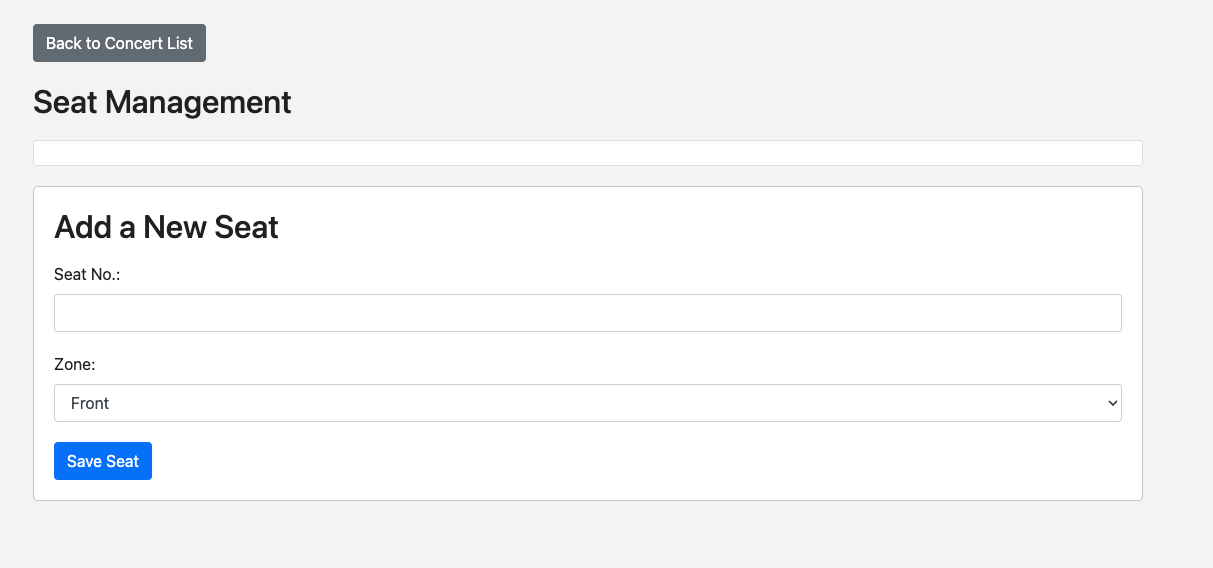 Back to Concert List
Seat Management
Add a New Seat
Seat No.:
Zone:
Front
Save Seat